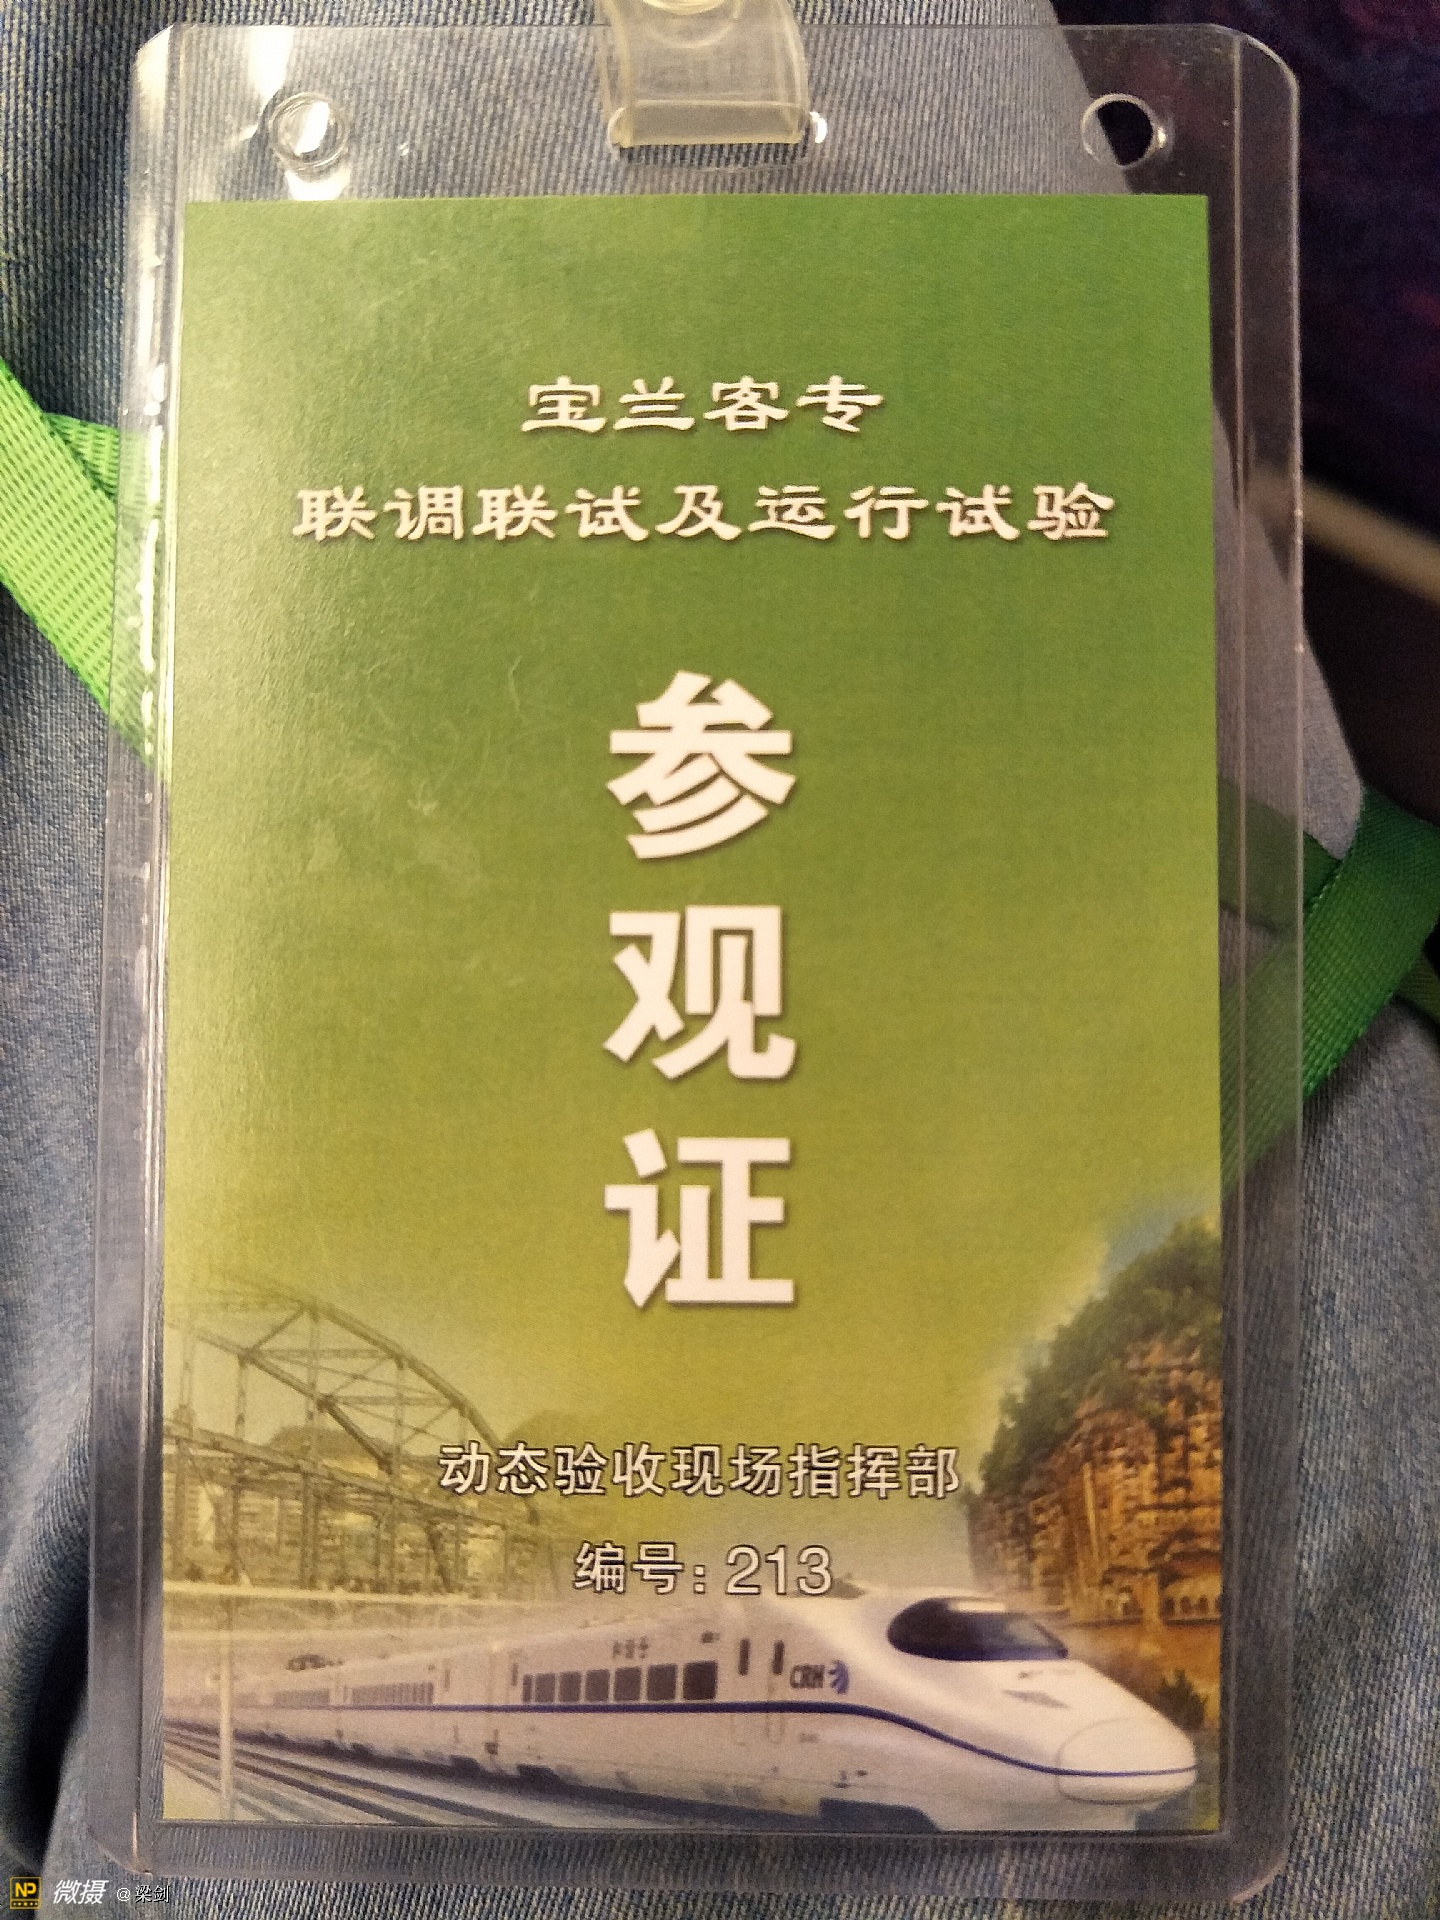 宝兰客专
联调联试及运行试验
参
观
证
动态验收现场指挥部
编号: 213
CRH
NP 微摄 @梁剑